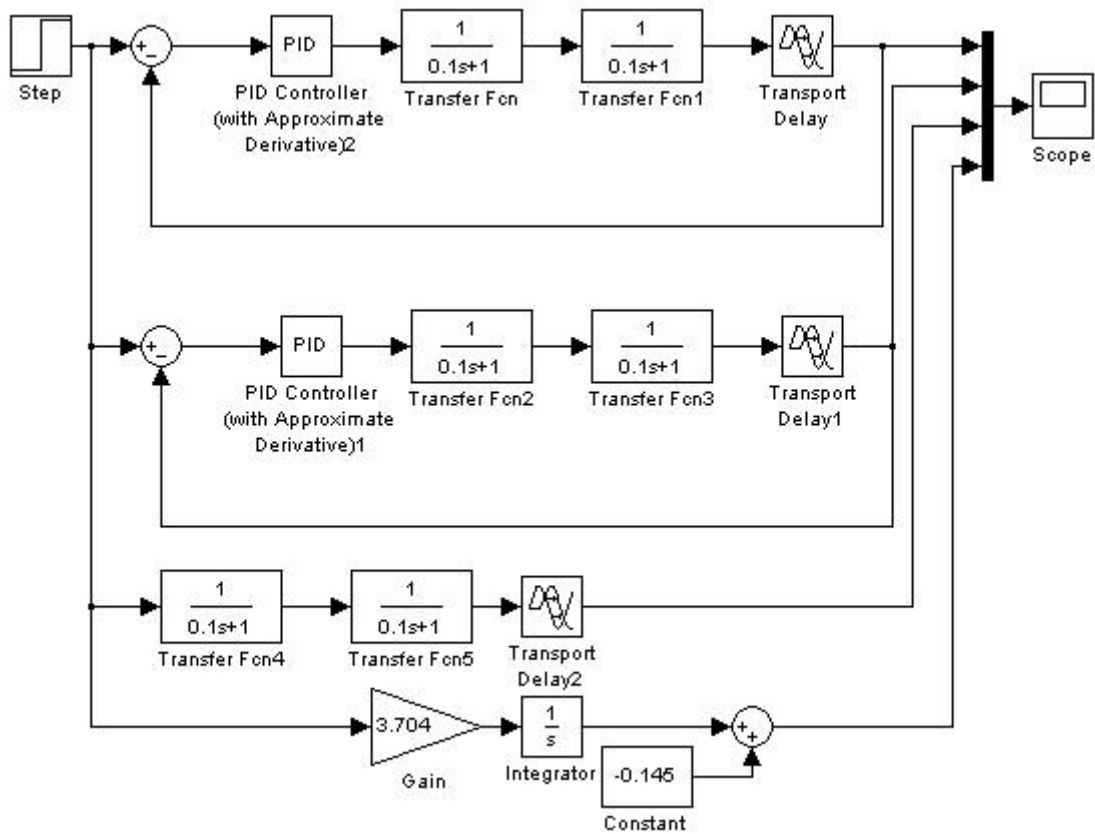 Step
+
−
PID
PID Controller
(with Approximate
Derivative)2
1
0.1s+1
Transfer Fcn
1
0.1s+1
Transfer Fcn1
Transport
Delay
Scope
+
−
PID
PID Controller
(with Approximate
Derivative)1
1
0.1s+1
Transfer Fcn2
1
0.1s+1
Transfer Fcn3
Transport
Delay1
1
0.1s+1
Transfer Fcn4
1
0.1s+1
Transfer Fcn5
Transport
Delay2
3.704
Gain
1
s
Integrator
+
+
-0.145
Constant